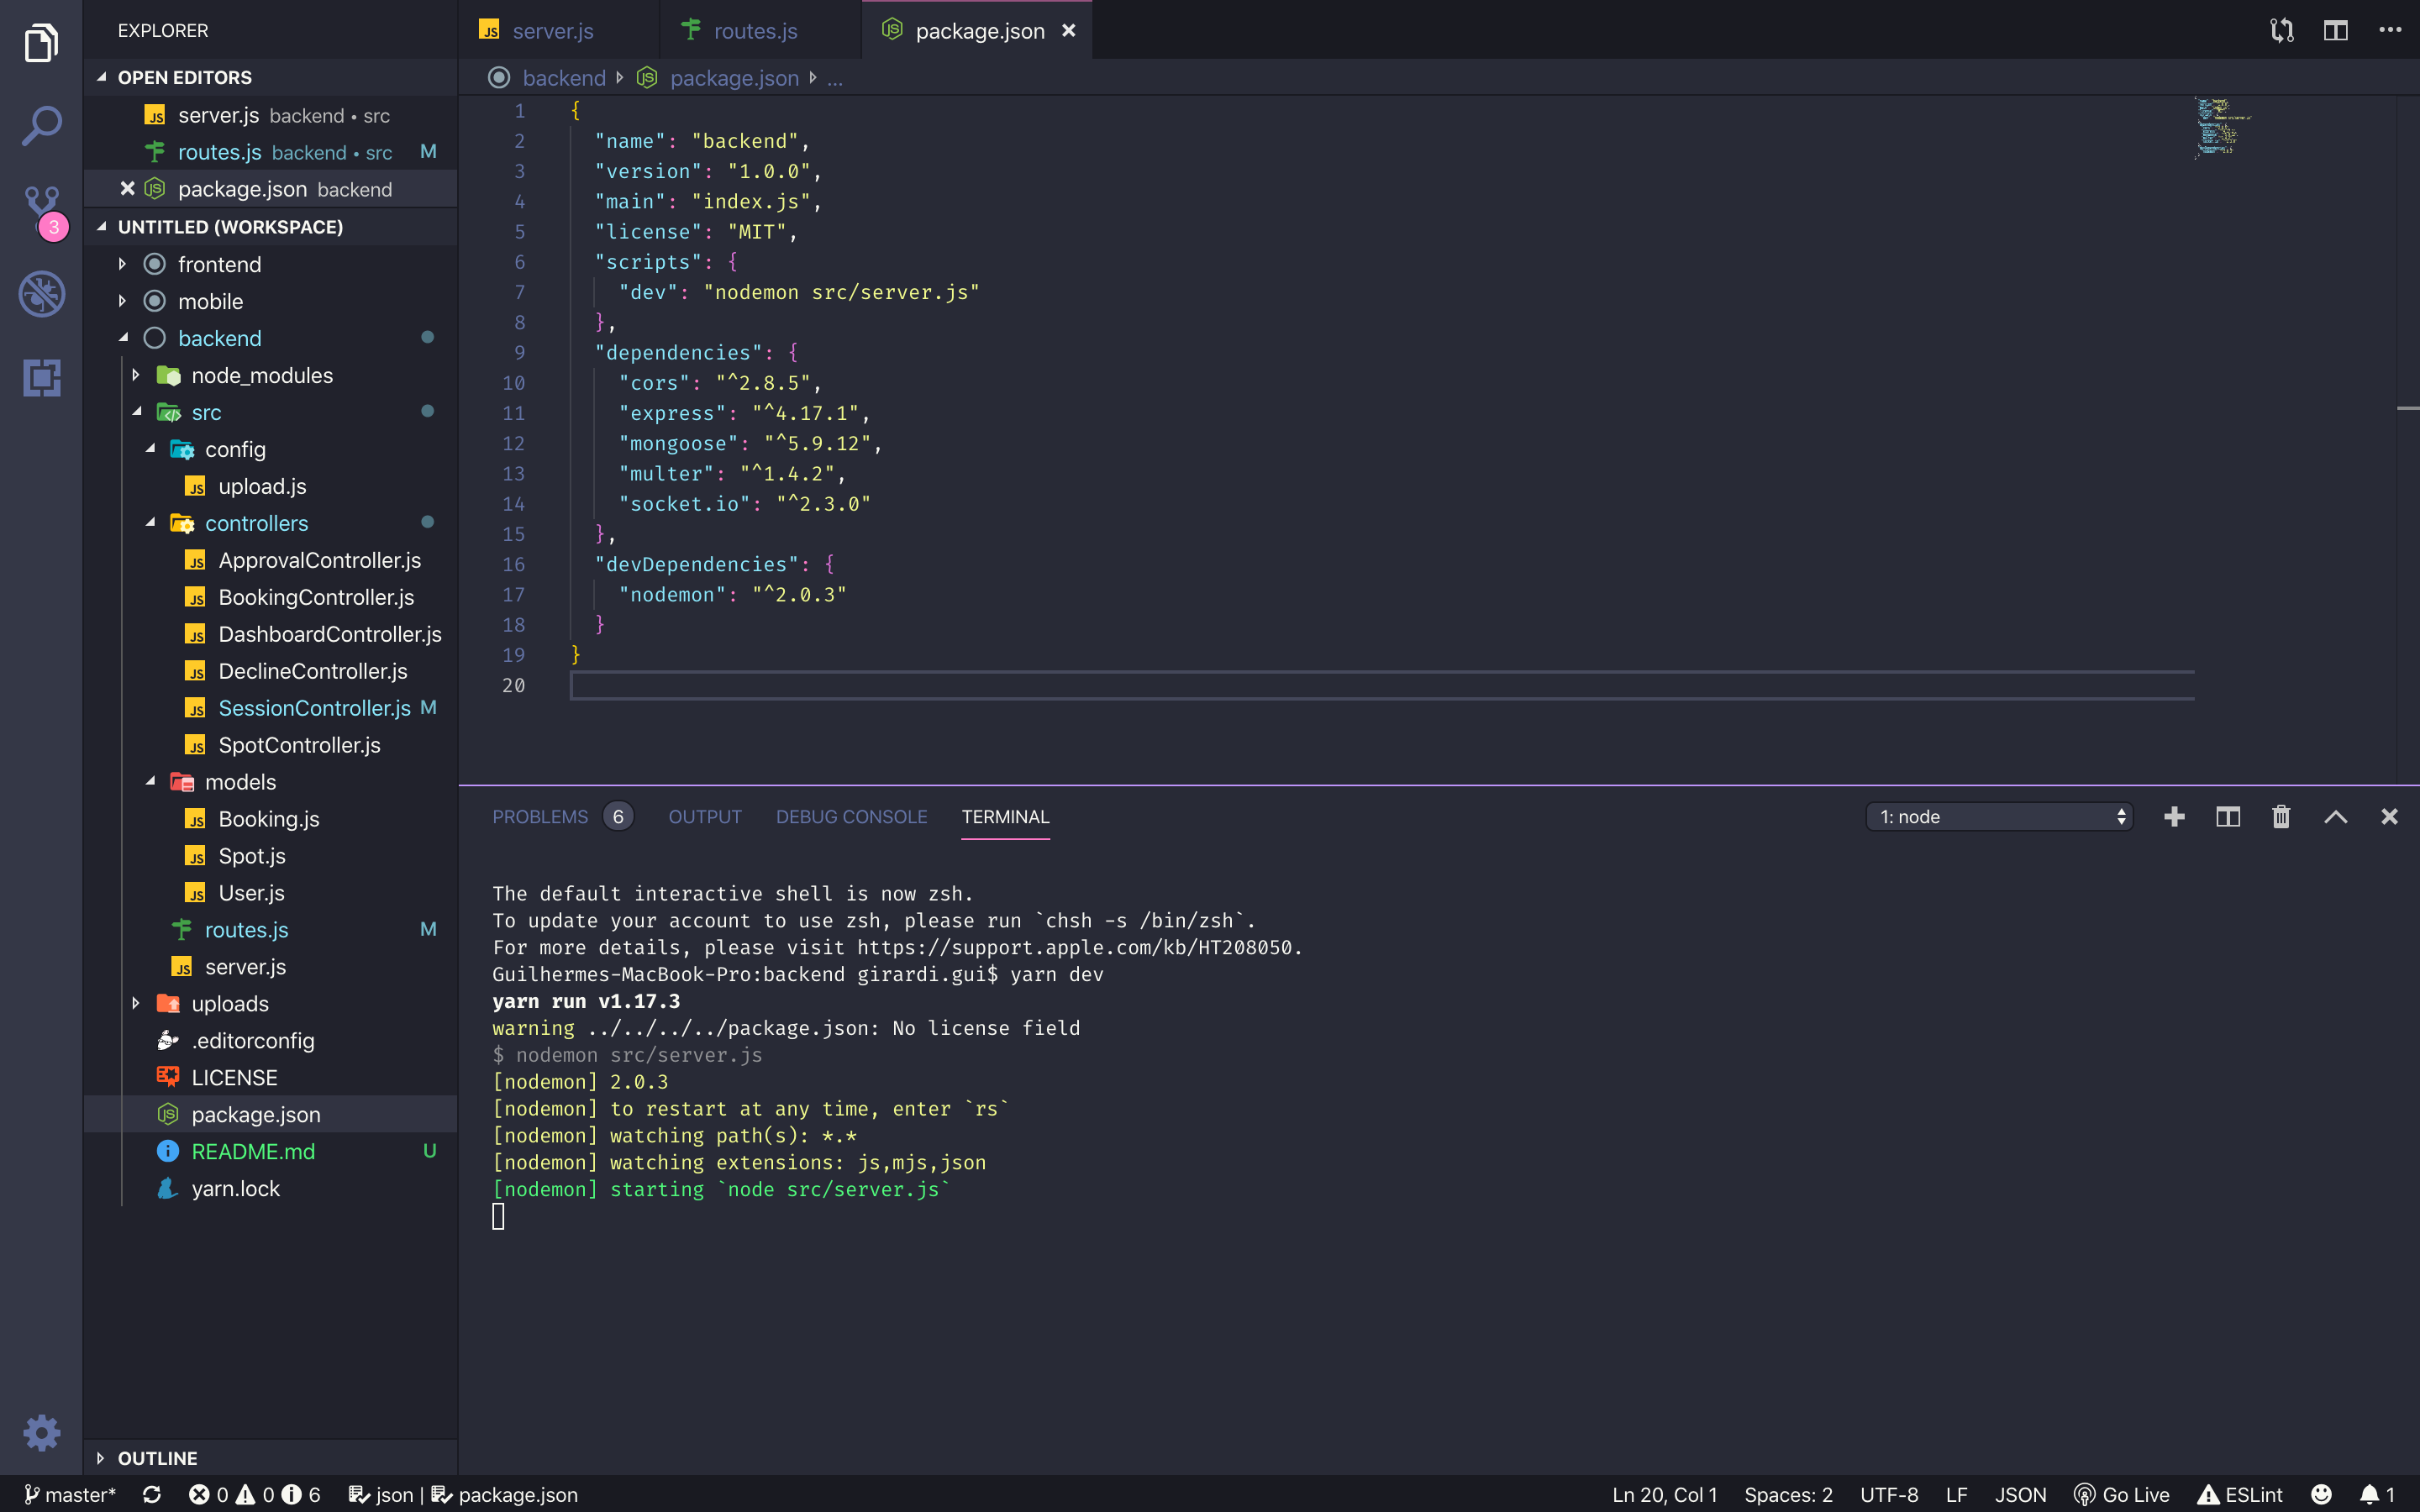 EXPLORER
OPEN EDITORS
server.js backend • src
routes.js backend • src M
package.json backend
3
UNTITLED (WORKSPACE)
frontend
mobile
backend
node_modules
src
config
upload.js
controllers
ApprovalController.js
BookingController.js
DashboardController.js
DeclineController.js
SessionController.js M
SpotController.js
models
Booking.js
Spot.js
User.js
routes.js M
server.js
uploads
.editorconfig
LICENSE
package.json
README.md U
yarn.lock
OUTLINE
server.js routes.js package.json
backend package.json ...
1 {
2 "name": "backend",
3 "version": "1.0.0",
4 "main": "index.js",
5 "license": "MIT",
6 "scripts": {
7 "dev": "nodemon src/server.js"
8 },
9 "dependencies": {
10 "cors": "^2.8.5",
11 "express": "^4.17.1",
12 "mongoose": "^5.9.12",
13 "multer": "^1.4.2",
14 "socket.io": "^2.3.0"
15 },
16 "devDependencies": {
17 "nodemon": "^2.0.3"
18 }
19 }
20
PROBLEMS 6 OUTPUT DEBUG CONSOLE TERMINAL 1: node
The default interactive shell is now zsh.
To update your account to use zsh, please run `chsh -s /bin/zsh`.
For more details, please visit https://support.apple.com/kb/HT208050.
Guilhermes-MacBook-Pro:backend girardi.gui$ yarn dev
yarn run v1.17.3
warning ../../../../package.json: No license field
$ nodemon src/server.js
[nodemon] 2.0.3
[nodemon] to restart at any time, enter `rs`
[nodemon] watching path(s): *.*
[nodemon] watching extensions: js,mjs,json
[nodemon] starting `node src/server.js`
master* 0 0 6 json | package.json Ln 20, Col 1 Spaces: 2 UTF-8 LF JSON Go Live ESLint 1